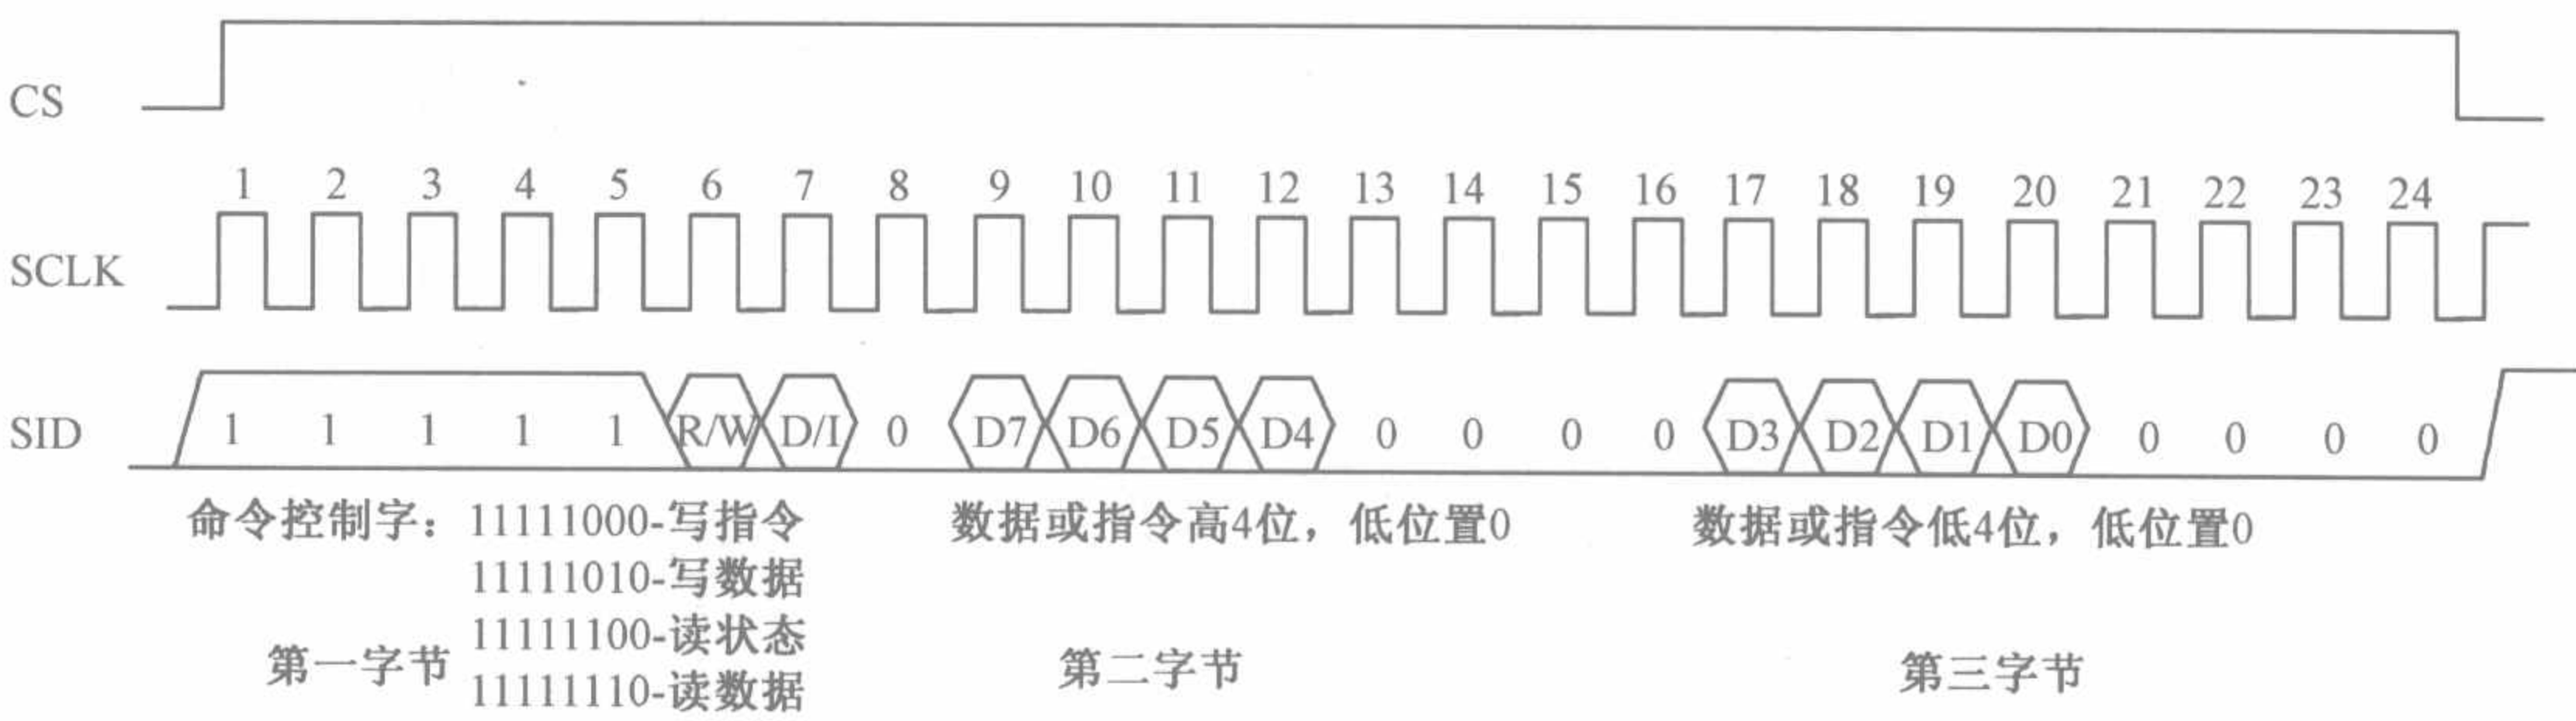 CS
1 2 3 4 5 6 7 8 9 10 11 12 13 14 15 16 17 18 19 20 21 22 23 24
SCLK
SID 1 1 1 1 1 R/W D/I 0 D7 D6 D5 D4 0 0 0 0 D3 D2 D1 D0 0 0 0 0
命令控制字：11111000-写指令
11111010-写数据
11111100-读状态
11111110-读数据
第一字节
数据或指令高4位，低位置0
第二字节
数据或指令低4位，低位置0
第三字节